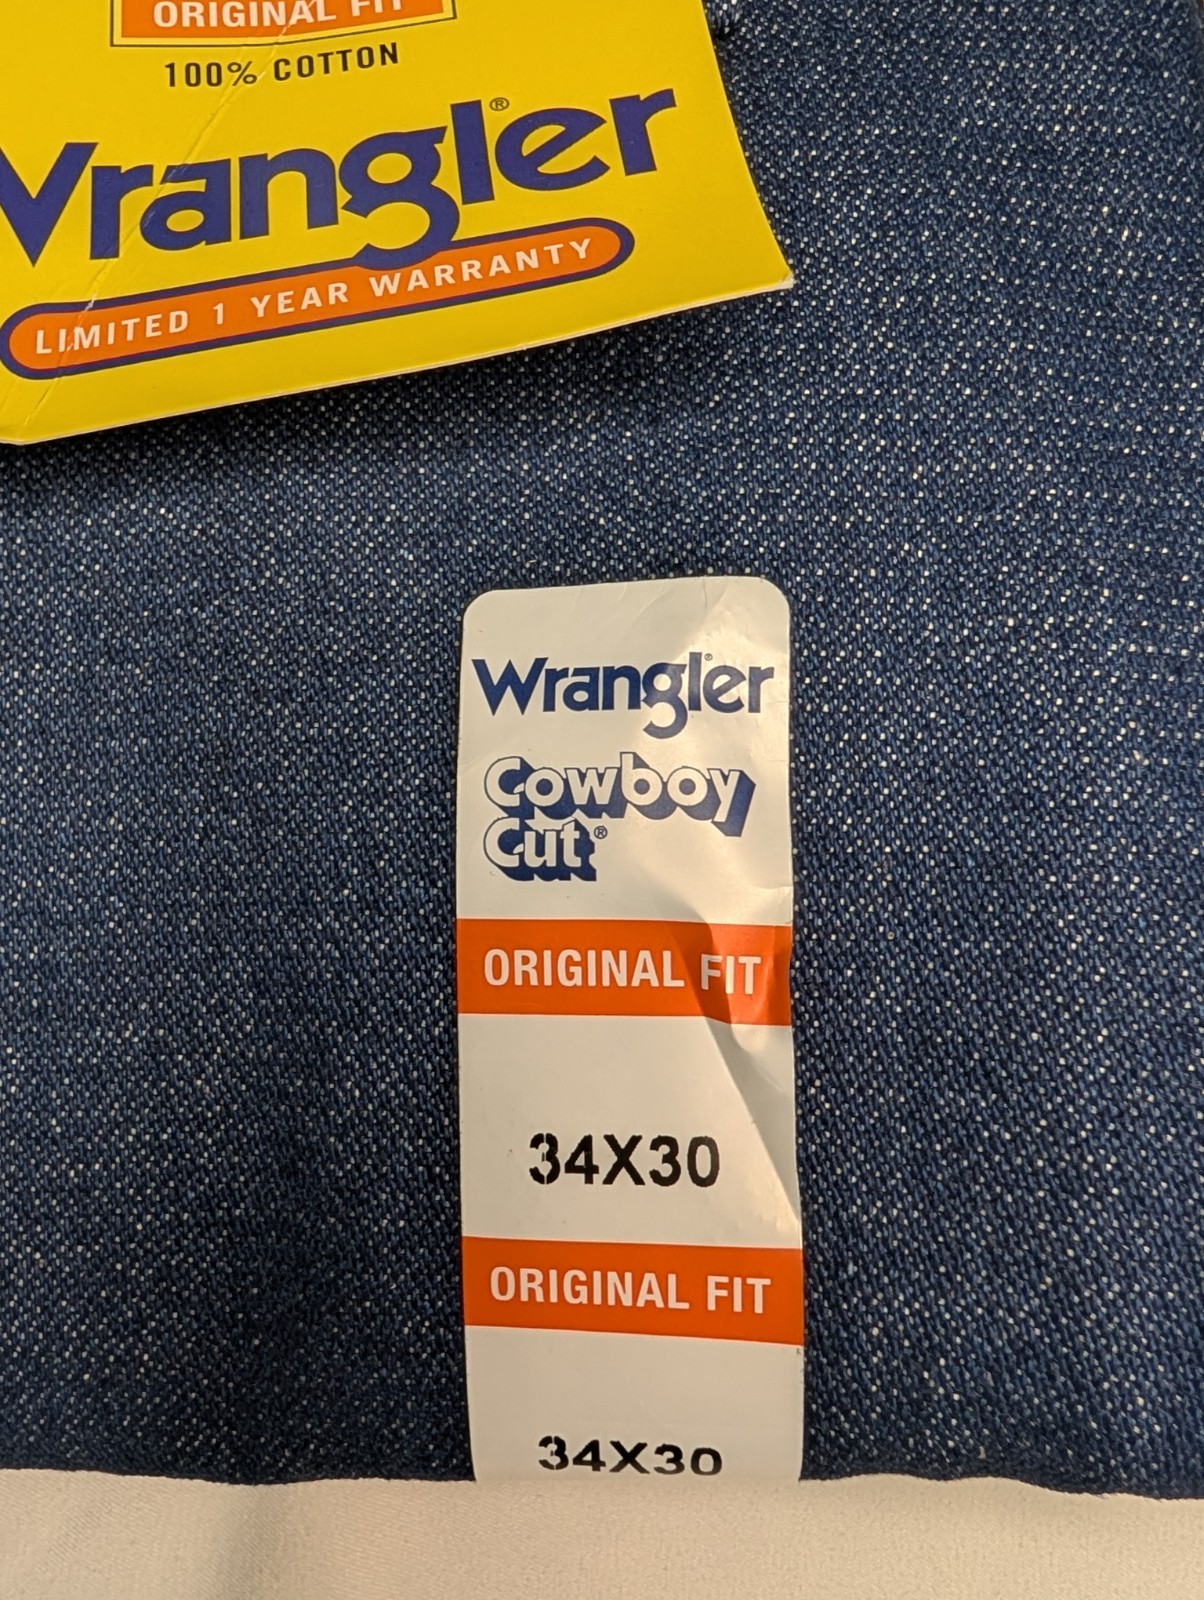 ORIGINAL FIT
100% COTTON
Wrangler®
LIMITED 1 YEAR WARRANTY
Wrangler®
Cowboy
Cut®
ORIGINAL FIT
34X30
ORIGINAL FIT
34X30